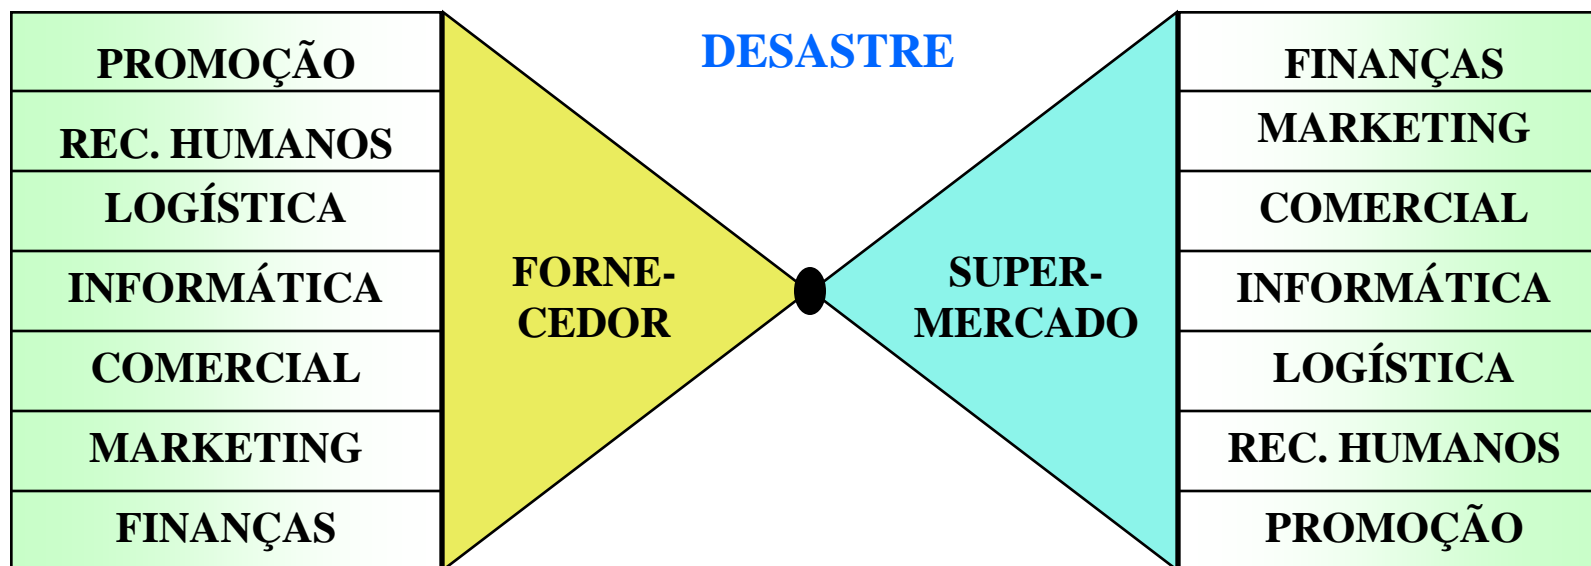 DESASTRE
PROMOÇÃO
REC. HUMANOS
LOGÍSTICA
INFORMÁTICA
COMERCIAL
MARKETING
FINANÇAS
FORNE-
CEDOR
SUPER-
MERCADO
FINANÇAS
MARKETING
COMERCIAL
INFORMÁTICA
LOGÍSTICA
REC. HUMANOS
PROMOÇÃO